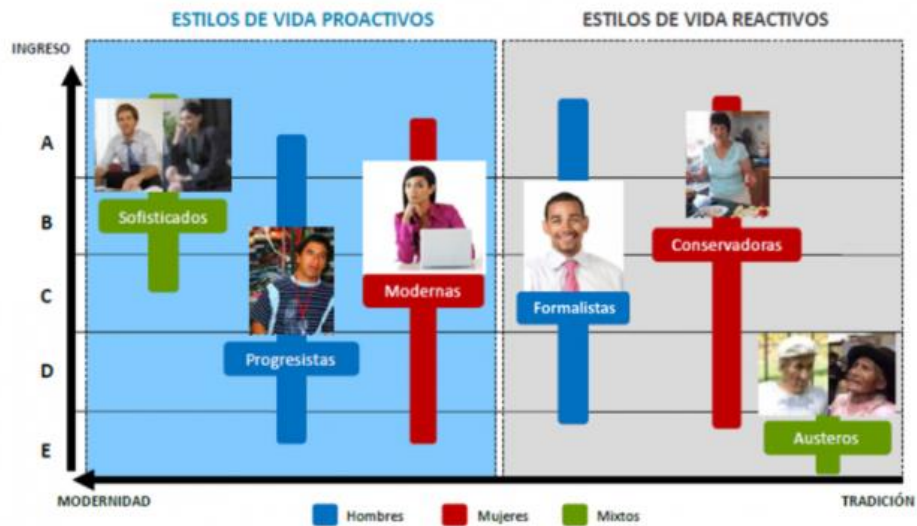 ESTILOS DE VIDA PROACTIVOS
ESTILOS DE VIDA REACTIVOS
INGRESO
A
B
C
D
E
Sofisticados
Progresistas
Modernas
Formalistas
Conservadoras
Austeros
MODERNIDAD
TRADICIÓN
Hombres
Mujeres
Mixtos